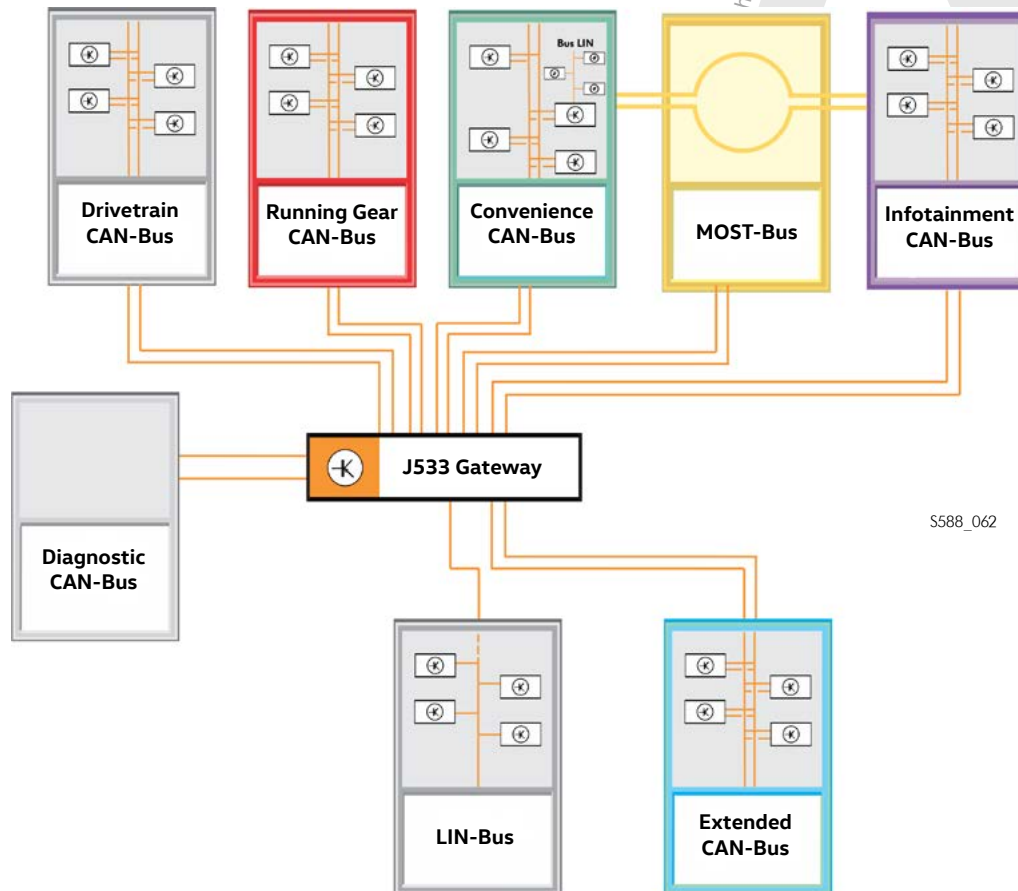 Bus LIN
Drivetrain
CAN-Bus
Running Gear
CAN-Bus
Convenience
CAN-Bus
MOST-Bus
Infotainment
CAN-Bus
J533 Gateway
S588_062
Diagnostic
CAN-Bus
LIN-Bus
Extended
CAN-Bus